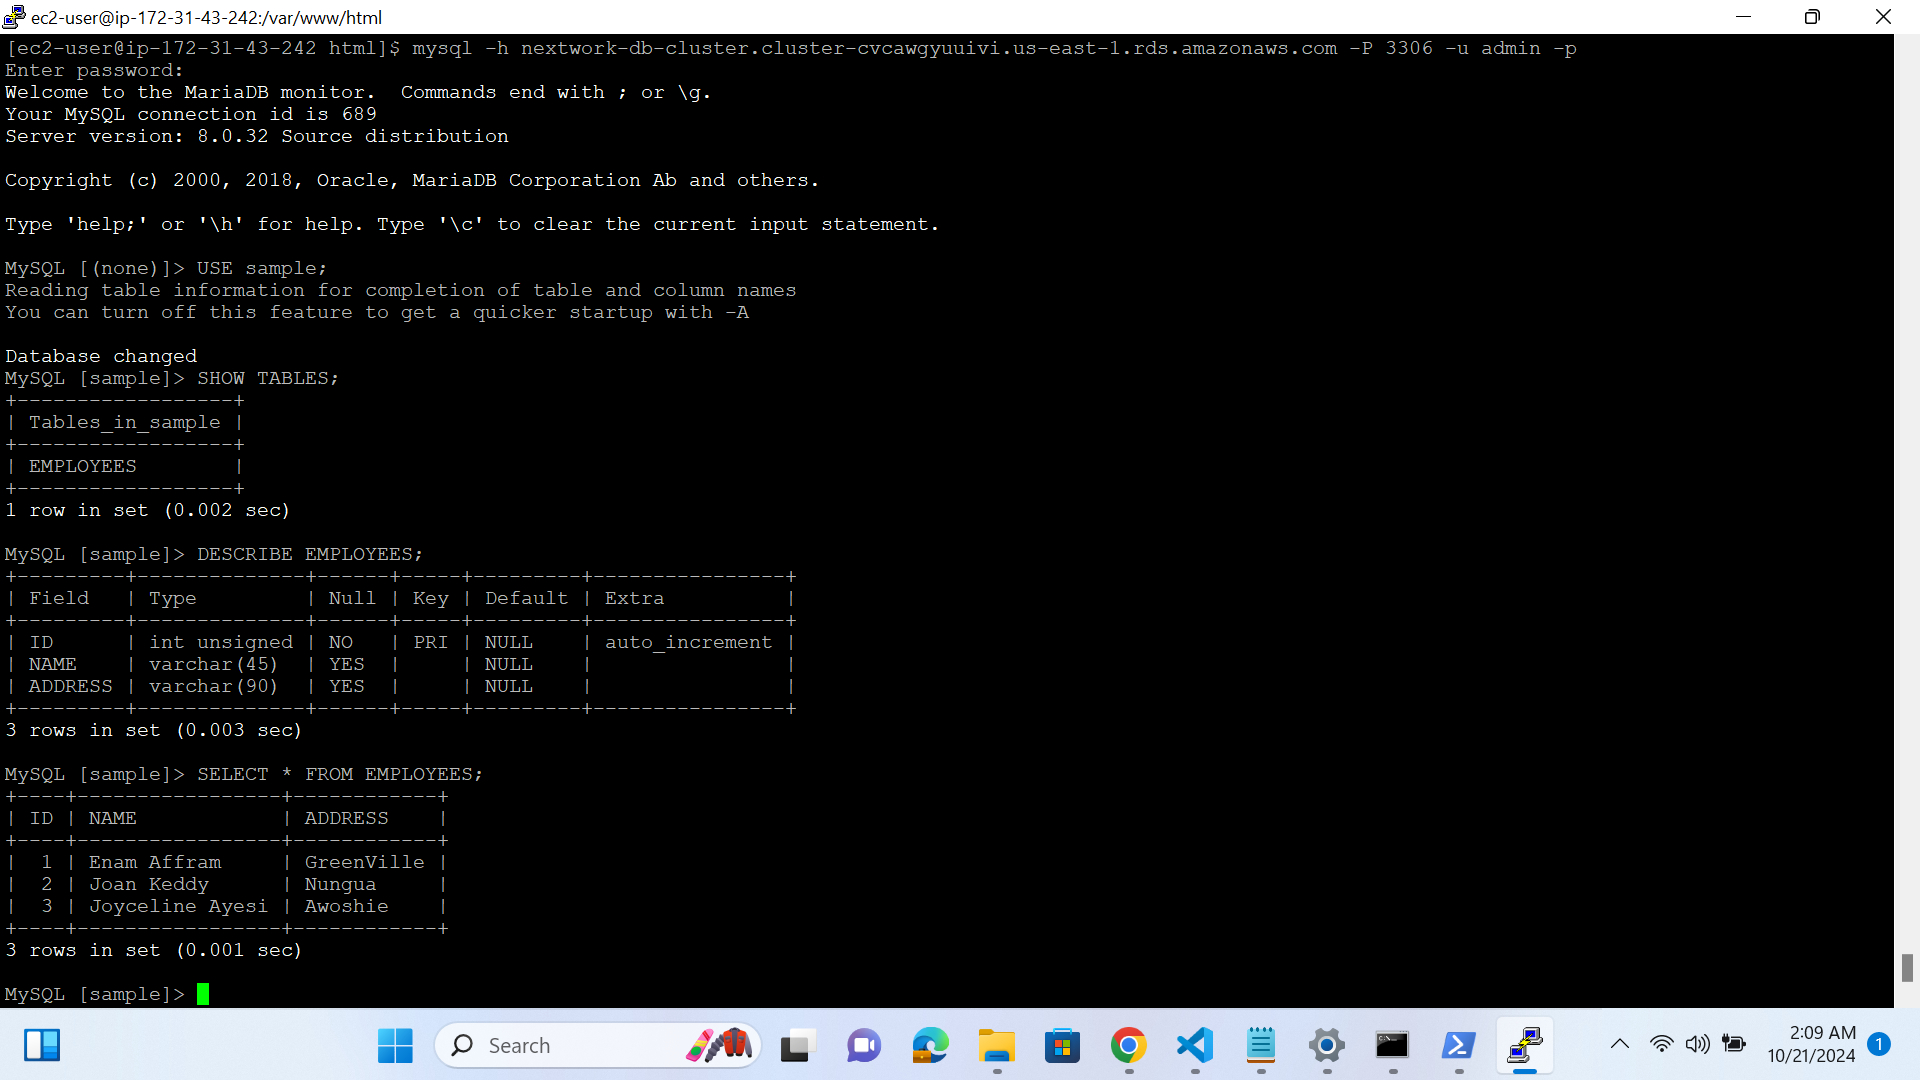 ec2-user@ip-172-31-43-242:/var/www/html
[ec2-user@ip-172-31-43-242 html]$ mysql -h nextwork-db-cluster.cluster-cvcawgyuuivi.us-east-1.rds.amazonaws.com -P 3306 -u admin -p
Enter password:
Welcome to the MariaDB monitor.  Commands end with ; or \g.
Your MySQL connection id is 689
Server version: 8.0.32 Source distribution

Copyright (c) 2000, 2018, Oracle, MariaDB Corporation Ab and others.

Type 'help;' or '\h' for help. Type '\c' to clear the current input statement.

MySQL [(none)]> USE sample;
Reading table information for completion of table and column names
You can turn off this feature to get a quicker startup with -A

Database changed
MySQL [sample]> SHOW TABLES;
+------------------+
| Tables_in_sample |
+------------------+
| EMPLOYEES        |
+------------------+
1 row in set (0.002 sec)

MySQL [sample]> DESCRIBE EMPLOYEES;
+---------+--------------+------+-----+---------+----------------+
| Field   | Type         | Null | Key | Default | Extra          |
+---------+--------------+------+-----+---------+----------------+
| ID      | int unsigned | NO   | PRI | NULL    | auto_increment |
| NAME    | varchar(45)  | YES  |     | NULL    |                |
| ADDRESS | varchar(90)  | YES  |     | NULL    |                |
+---------+--------------+------+-----+---------+----------------+
3 rows in set (0.003 sec)

MySQL [sample]> SELECT * FROM EMPLOYEES;
+----+-----------------+------------+
| ID | NAME            | ADDRESS    |
+----+-----------------+------------+
|  1 | Enam Affram     | GreenVille |
|  2 | Joan Keddy      | Nungua     |
|  3 | Joyceline Ayesi | Awoshie    |
+----+-----------------+------------+
3 rows in set (0.001 sec)

MySQL [sample]>
Search
2:09 AM
10/21/2024
1